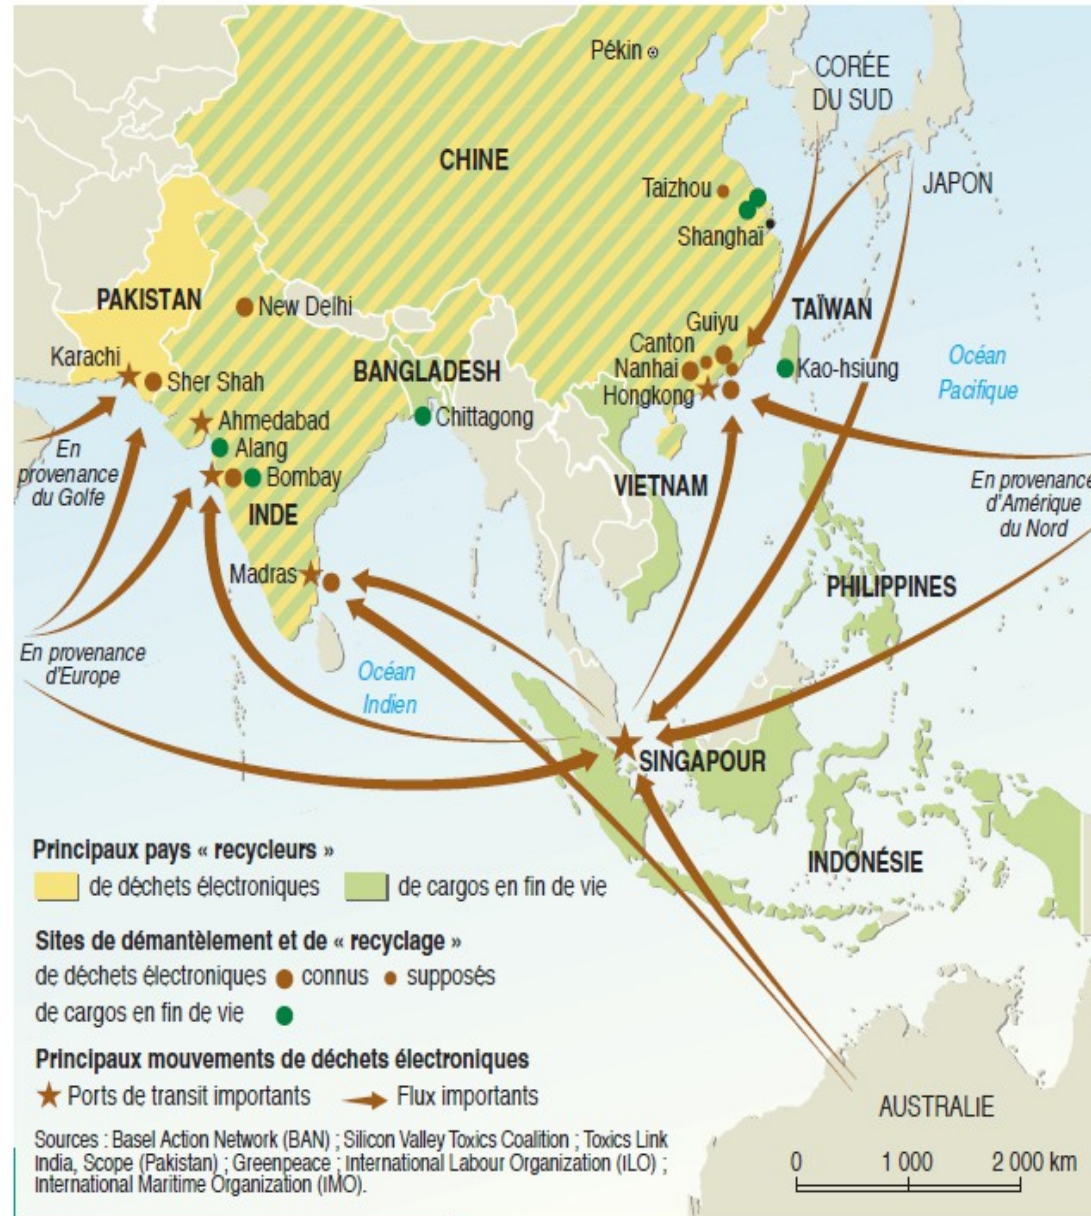 Pékin
CORÉE
DU SUD
CHINE
JAPON
Taizhou
Shanghaï
PAKISTAN
New Delhi
TAÏWAN
Guiyu
Canton
Karachi
Sher Shah
BANGLADESH
Nanhai
Kao-hsiung
Océan
Pacifique
Hongkong
Ahmedabad
Chittagong
Alang
En
provenance
du Golfe
Bombay
VIETNAM
En provenance
d'Amérique
du Nord
INDE
Madras
PHILIPPINES
En provenance
d'Europe
Océan
Indien
SINGAPOUR
INDONÉSIE
Principaux pays « recycleurs »
de déchets électroniques de cargos en fin de vie
Sites de démantèlement et de « recyclage »
de déchets électroniques connus supposés
de cargos en fin de vie
Principaux mouvements de déchets électroniques
Ports de transit importants Flux importants
AUSTRALIE
Sources : Basel Action Network (BAN) ; Silicon Valley Toxics Coalition ; Toxics Link
India, Scope (Pakistan) ; Greenpeace ; International Labour Organization (ILO) ;
International Maritime Organization (IMO).
0 1 000 2 000 km